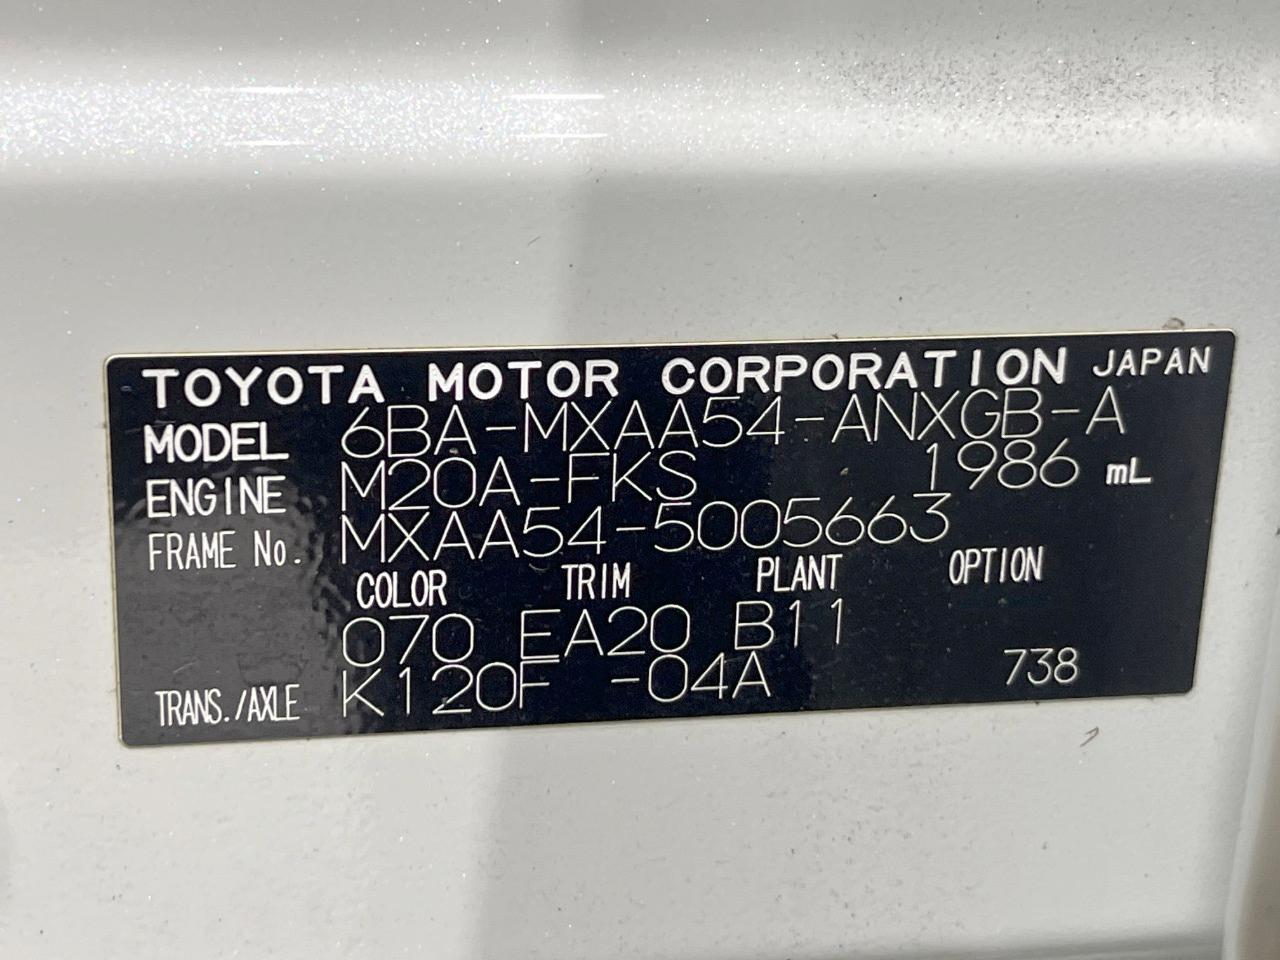 TOYOTA MOTOR CORPORATION JAPAN
MODEL 6BA-MXAA54-ANXGB-A
ENGINE M20A-FKS 1986 mL
FRAME No. MXAA54-5005663
COLOR TRIM PLANT OPTION
070 EA20 B11
TRANS./AXLE K120F -04A 738